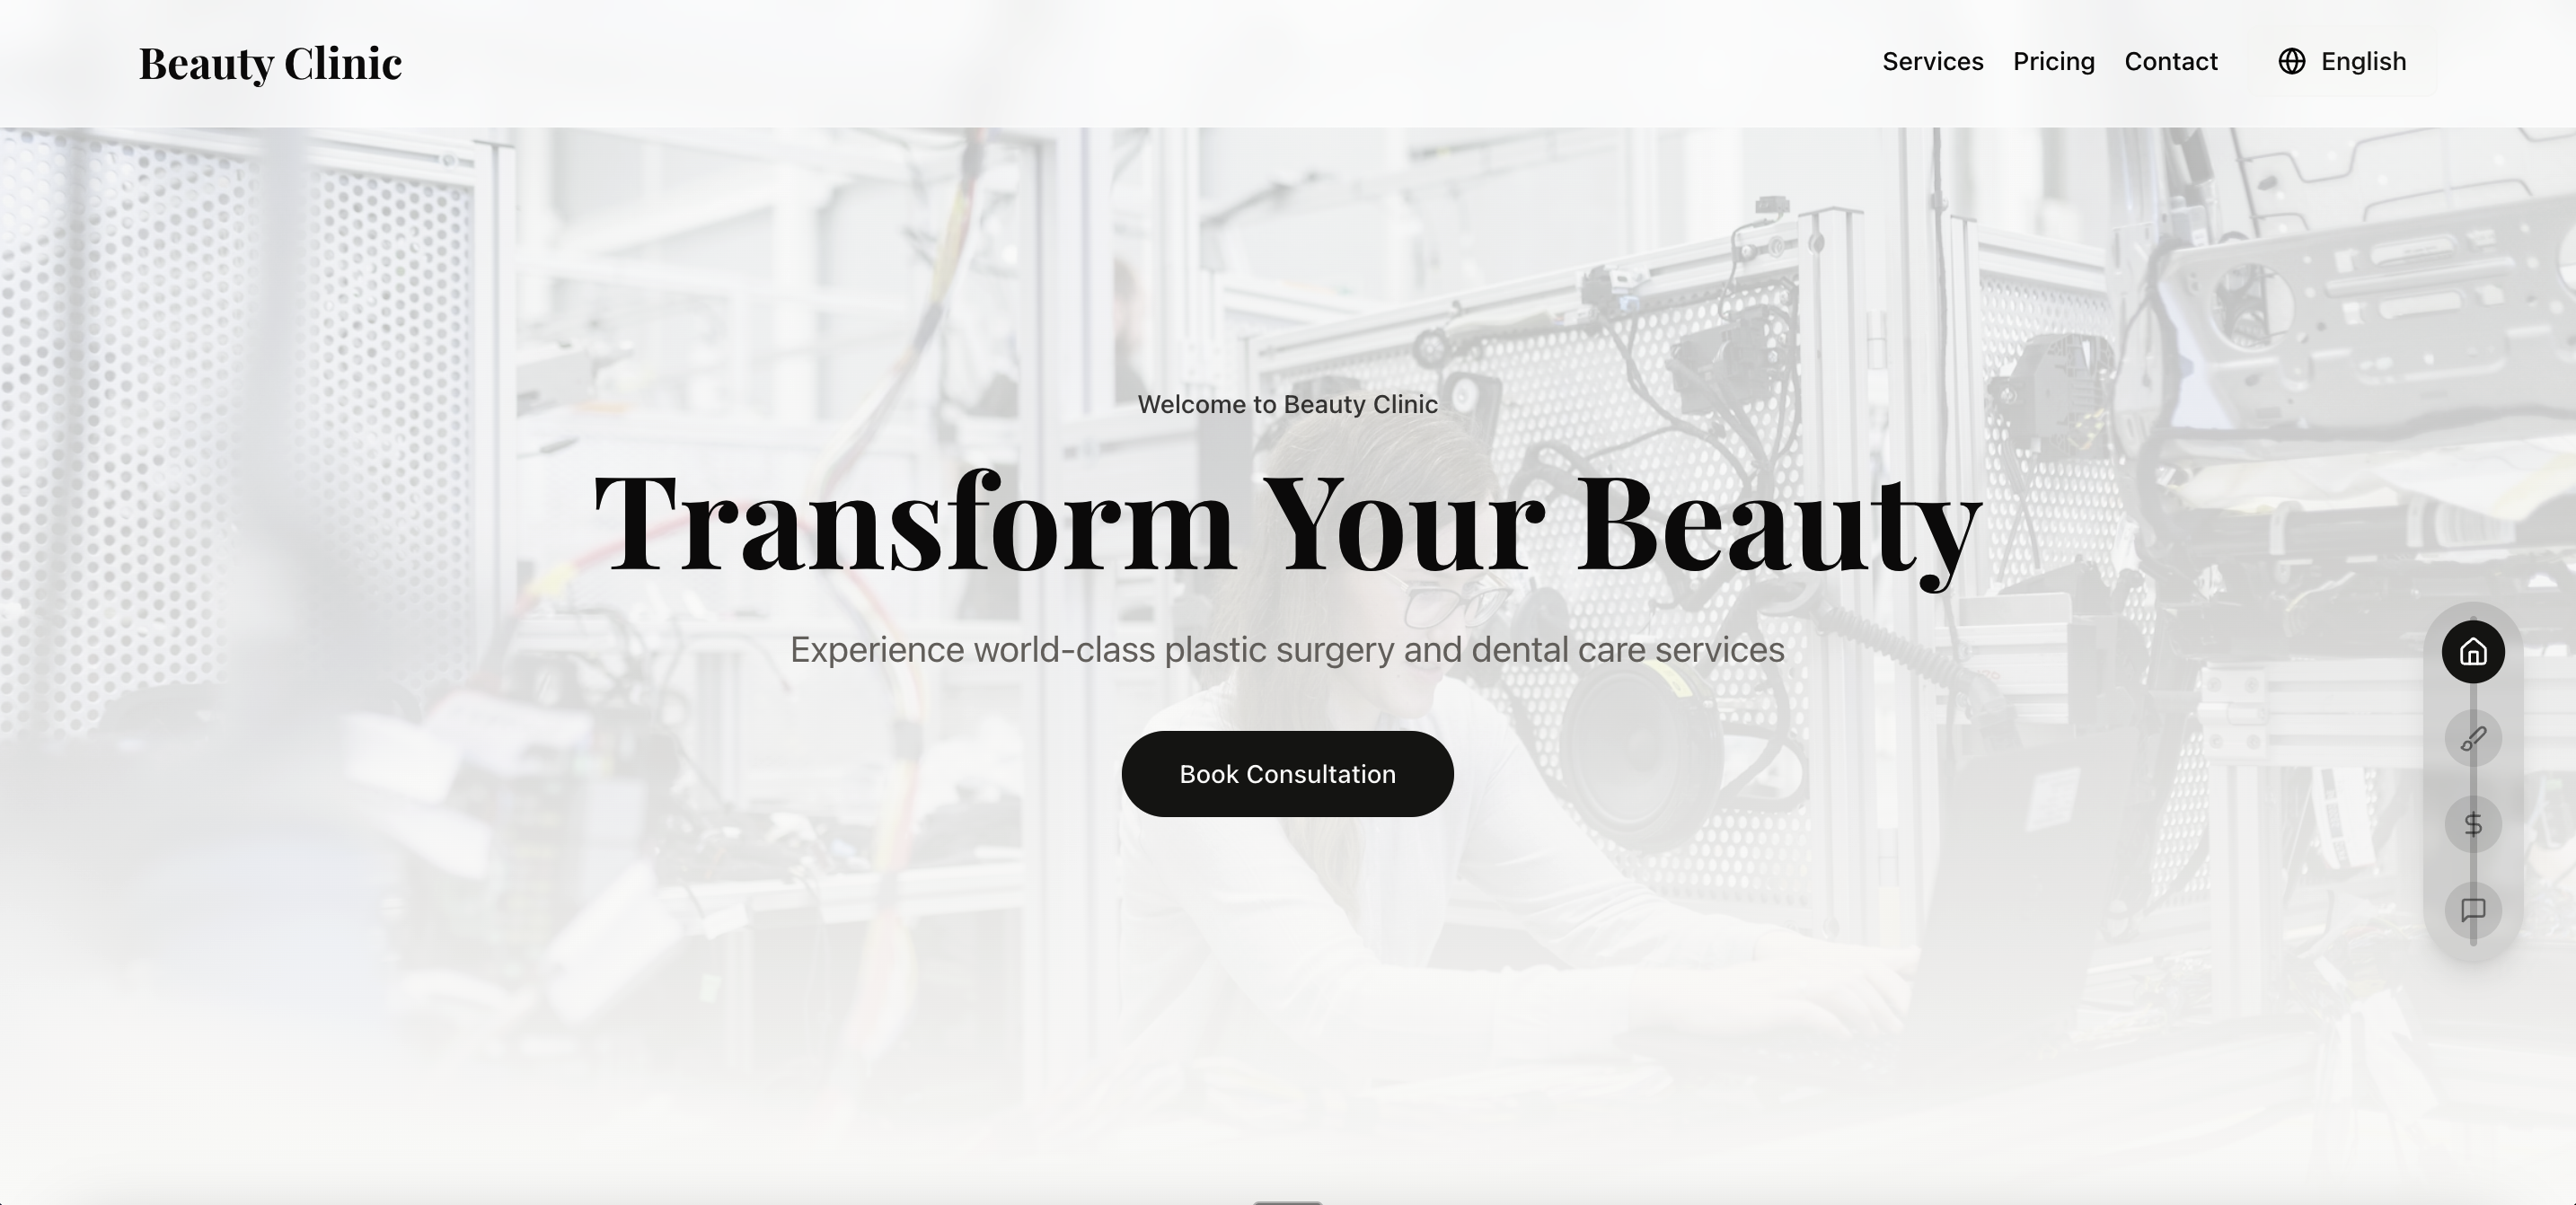 Beauty Clinic
Services
Pricing
Contact
English
Welcome to Beauty Clinic
Transform Your Beauty
Experience world-class plastic surgery and dental care services
Book Consultation